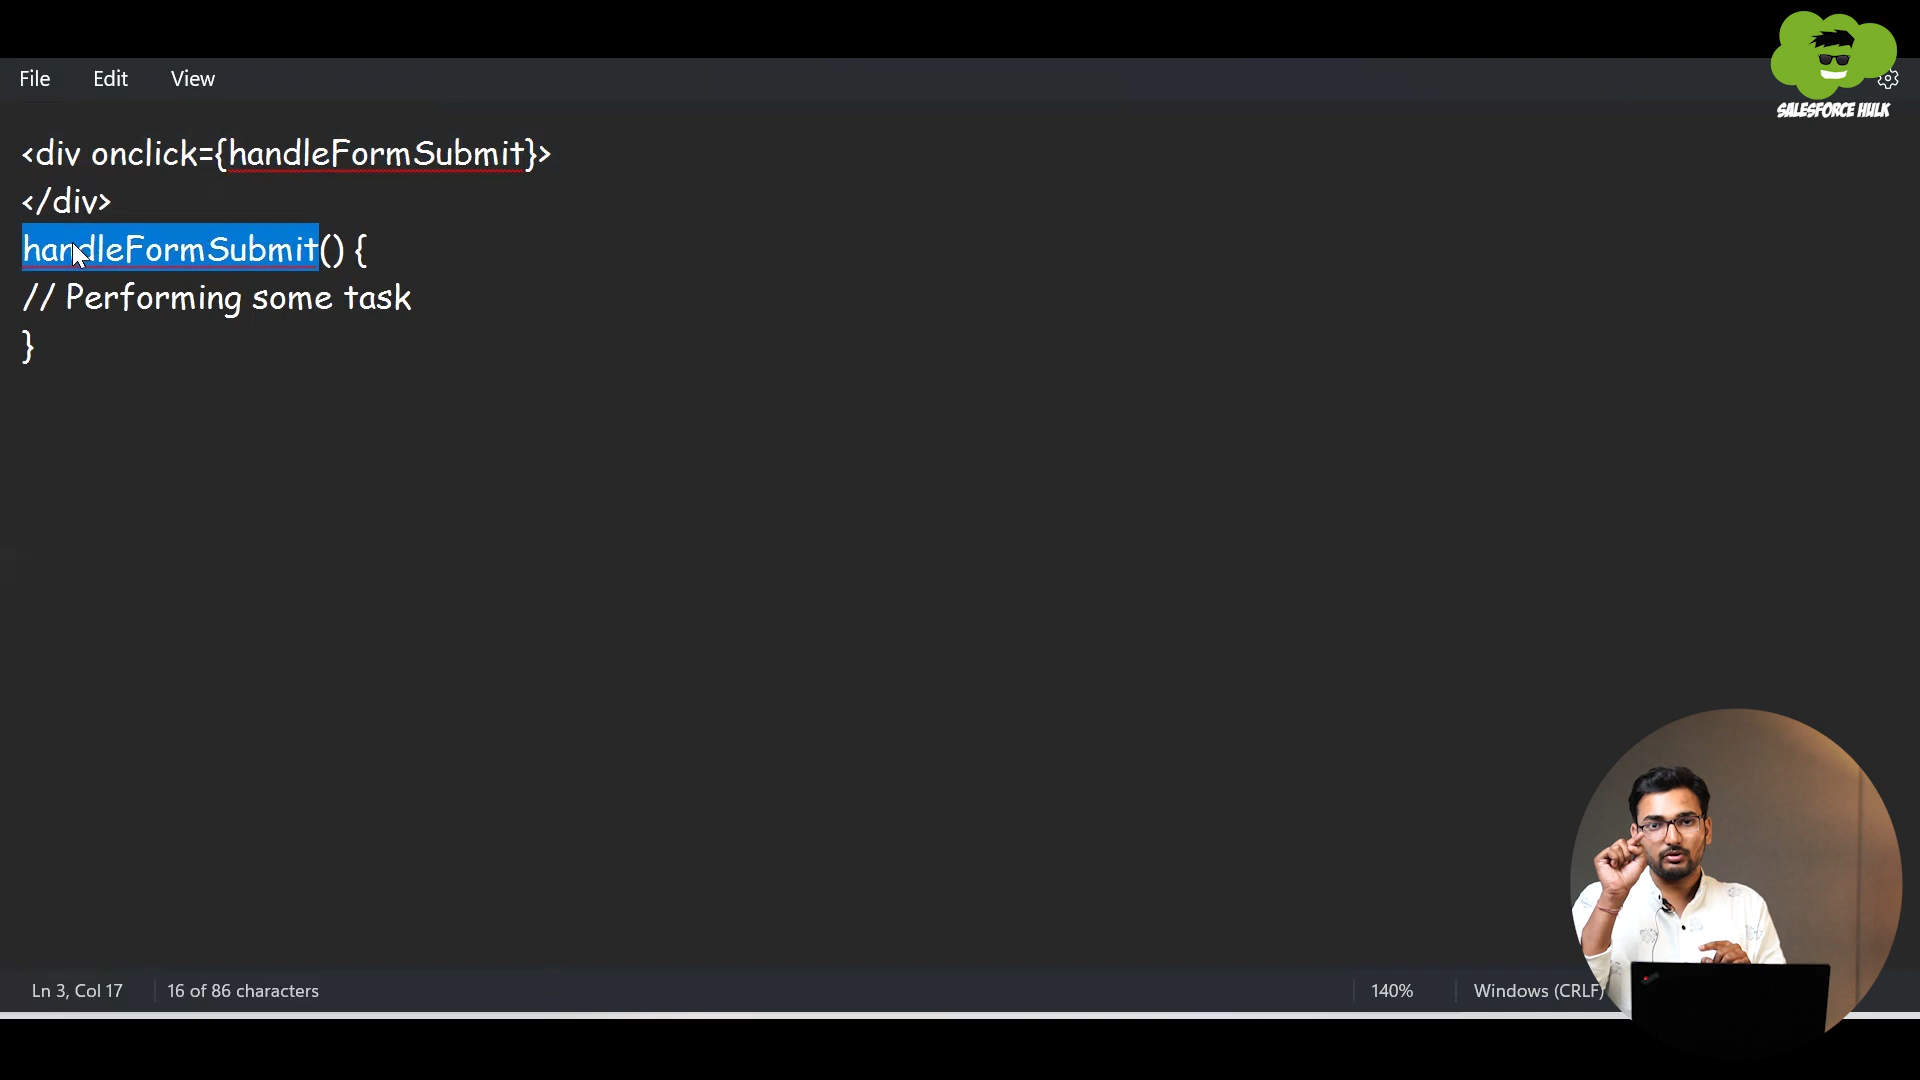 SALESFORCE HULK
File Edit View
<div onclick={handleFormSubmit}>
</div>
handleFormSubmit() {
// Performing some task
}
Ln 3, Col 17 16 of 86 characters 140% Windows (CRLF)